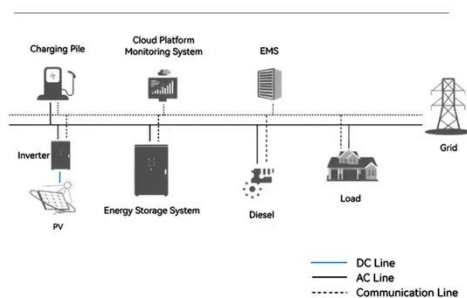 Charging Pile
Cloud Platform
Monitoring System
EMS
Grid
Inverter
PV
Energy Storage System
Diesel
Load
DC Line
AC Line
Communication Line